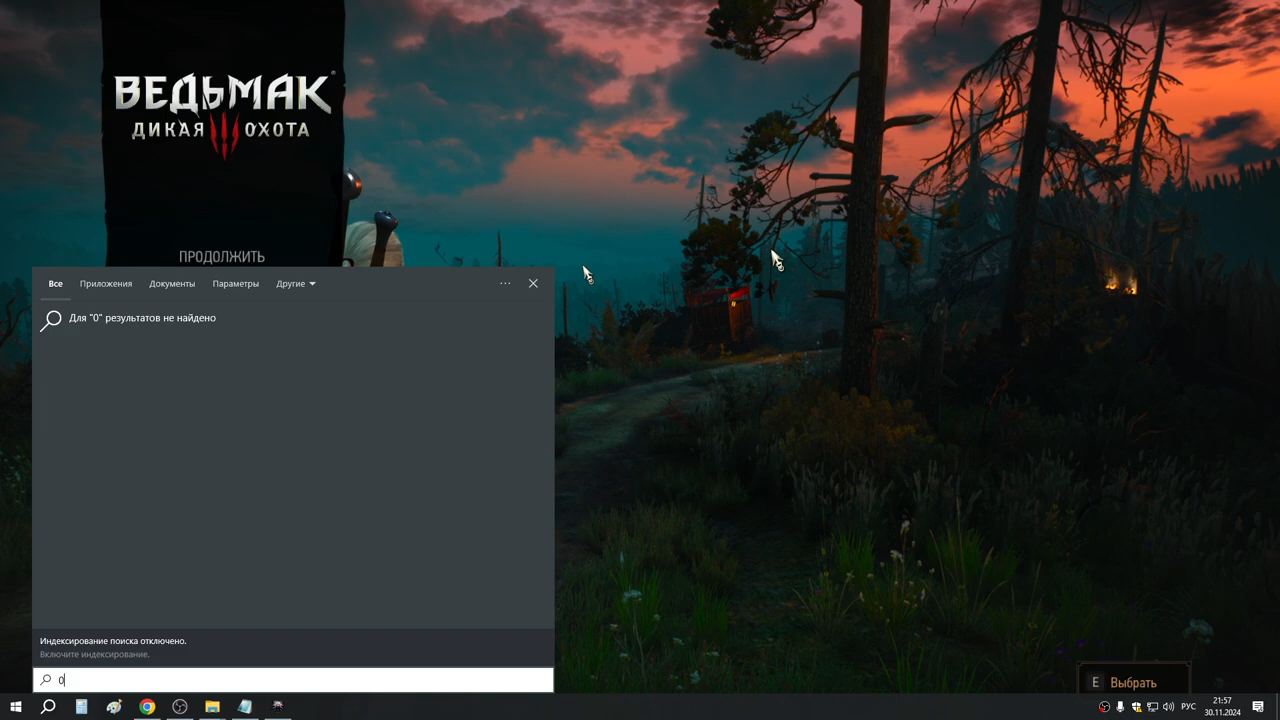 ВЕДЬМАК
ДИКАЯ ОХОТА
ПРОДОЛЖИТЬ
Все Приложения Документы Параметры Другие
Для "0" результатов не найдено
Индексирование поиска отключено.
Включите индексирование.
0
E Выбрать
РУС
21:57
30.11.2024